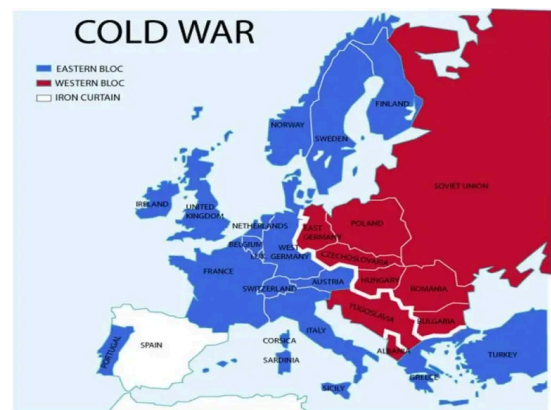 COLD WAR
EASTERN BLOC
WESTERN BLOC
IRON CURTAIN
FINLAND
NORWAY
SWEDEN
SOVIET UNION
IRELAND
UNITED
KINGDOM
NETHERLANDS
EAST
GERMANY
POLAND
BELGIUM
LUX.
WEST
GERMANY
CZECHOSLOVAKIA
FRANCE
SWITZERLAND
AUSTRIA
HUNGARY
ROMANIA
YUGOSLAVIA
BULGARIA
PORTUGAL
SPAIN
CORSICA
ITALY
SARDINIA
ALBANIA
TURKEY
GREECE
SICILY